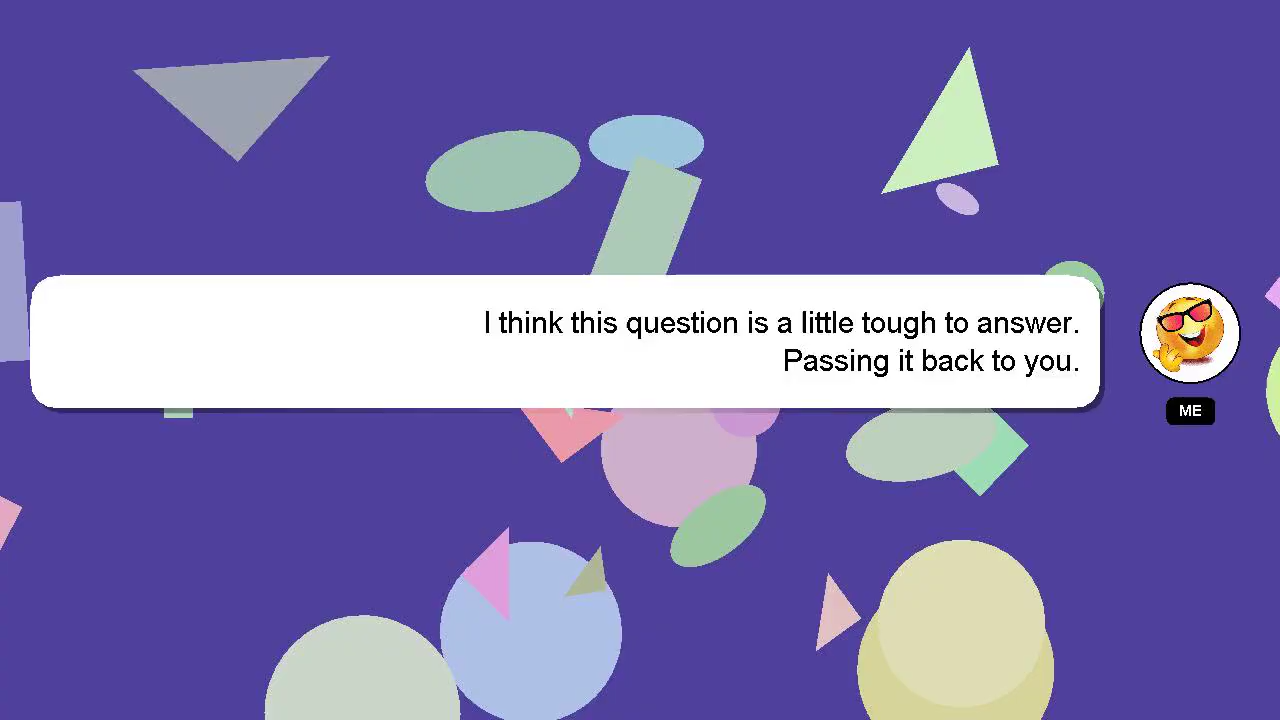 I think this question is a little tough to answer.
Passing it back to you.
ME